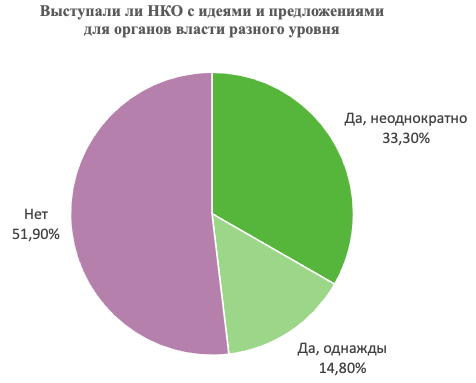 Выступали ли НКО с идеями и предложениями
для органов власти разного уровня
Да, неоднократно
33,30%
Нет
51,90%
Да, однажды
14,80%